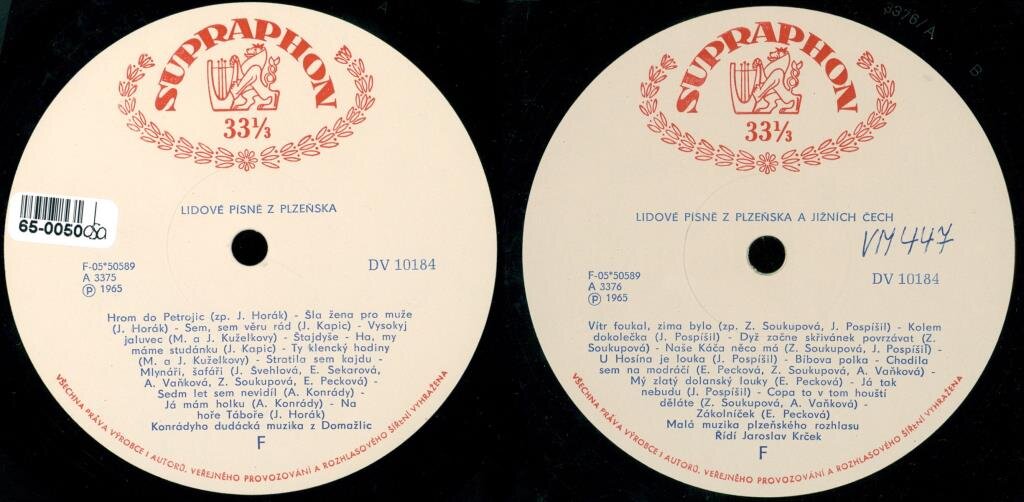 SUPRAPHON
33⅓
65-0050
LIDOVÉ PÍSNĚ Z PLZEŇSKA
F-05*50589
A 3375
Ⓟ 1965
DV 10184
Hrom do Petrojic (zp. J. Horák) - Šla žena pro muže
(J. Horák) - Sem, sem věru rád (J. Kapic) - Vysokyj
jaluvec (M. a J. Kuželkovy) - Štajdyše - Ha, my
máme studánku (J. Kapic) - Ty klencký hodiny
(M. a J. Kuželkovy) - Stratila sem kajdu -
Mlynáři, šafáři (J. Švehlová, E. Sekarová,
A. Vaňková, Z. Soukupová, E. Pecková) -
Sedm let sem nevidíl (A. Konrády) -
Já mám holku (A. Konrády) - Na
hoře Táboře (J. Horák)
Konrádyho dudácká muzika z Domažlic
F
VŠECHNA PRÁVA VÝROBCE I AUTORŮ, VEŘEJNÉHO PROVOZOVÁNÍ A ROZHLASOVÉHO ŠÍŘENÍ VYHRAŽENA
A
3376/A
B
SUPRAPHON
33⅓
LIDOVÉ PÍSNĚ Z PLZEŇSKA A JIŽNÍCH ČECH
VM 447
F-05*50589
A 3376
Ⓟ 1965
DV 10184
Vítr foukal, zima bylo (zp. Z. Soukupová, J. Pospíšil) - Kolem
dokolečka (J. Pospíšil) - Dyž začne skřivánek povrzávat (Z.
Soukupová) - Naše Káča něco má (Z. Soukupová, J. Pospíšil) -
U Hosína je louka (J. Pospíšil) - Bíbova polka - Chodila
sem na modráčí (E. Pecková, Z. Soukupová, A. Vaňková) -
Mý zlatý dolanský louky (E. Pecková) - Já tak
nebudu (J. Pospíšil) - Copa to v tom houští
děláte (Z. Soukupová, A. Vaňková) -
Zákolníček (E. Pecková)
Malá muzika plzeňského rozhlasu
Řídí Jaroslav Krček
F
VŠECHNA PRÁVA VÝROBCE I AUTORŮ, VEŘEJNÉHO PROVOZOVÁNÍ A ROZHLASOVÉHO ŠÍŘENÍ VYHRAŽENA